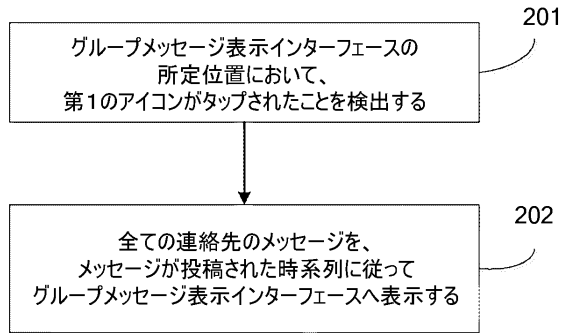 201
グループメッセージ表示インターフェースの
所定位置において、
第1のアイコンがタップされたことを検出する
202
全ての連絡先のメッセージを、
メッセージが投稿された時系列に従って
グループメッセージ表示インターフェースへ表示する